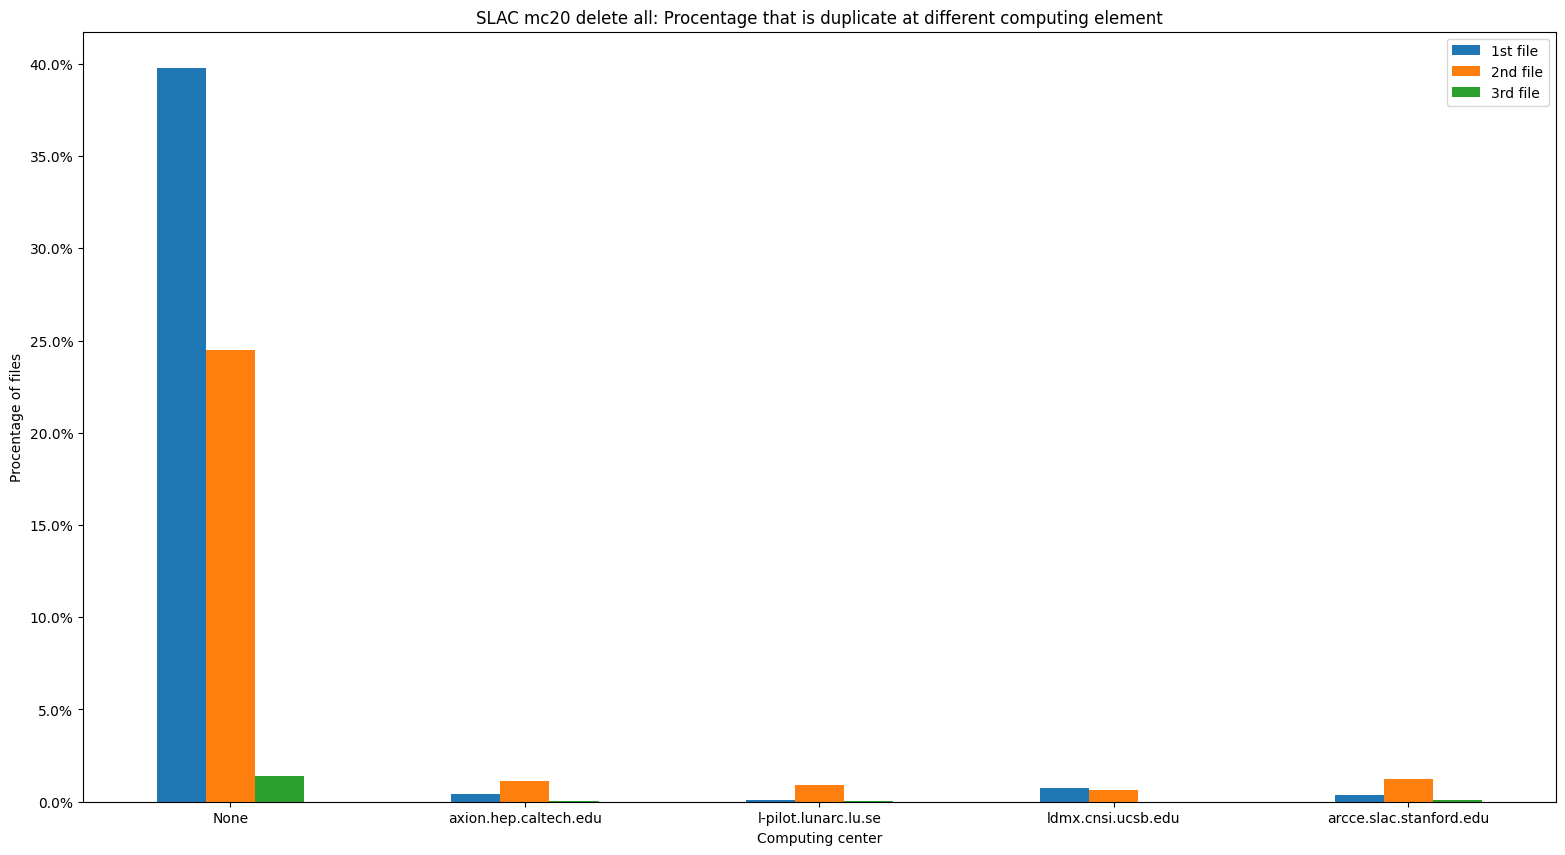 SLAC mc20 delete all: Procentage that is duplicate at different computing element
1st file
2nd file
3rd file
40.0%
35.0%
30.0%
25.0%
20.0%
15.0%
10.0%
5.0%
0.0%
Procentage of files
None
axion.hep.caltech.edu
l-pilot.lunarc.lu.se
ldmx.cnsi.ucsb.edu
arcce.slac.stanford.edu
Computing center